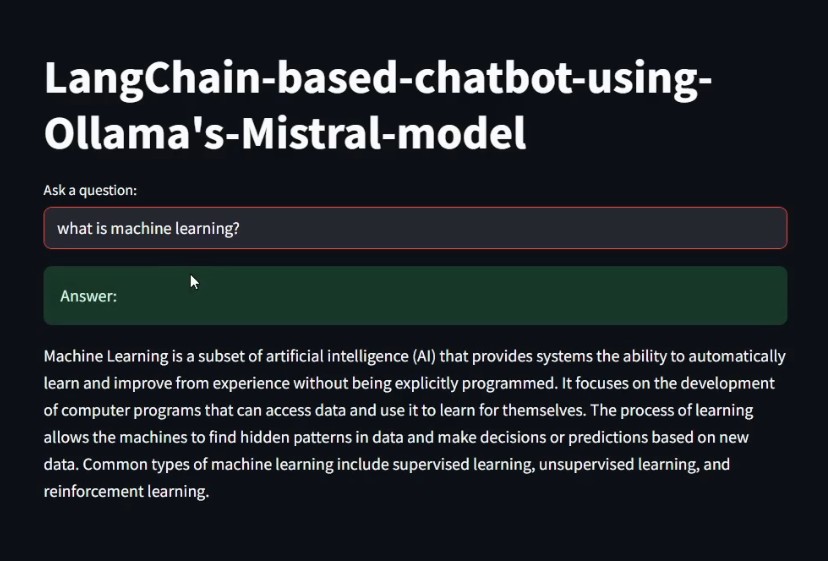 LangChain-based-chatbot-using-
Ollama's-Mistral-model
Ask a question:
what is machine learning?
Answer:
Machine Learning is a subset of artificial intelligence (AI) that provides systems the ability to automatically
learn and improve from experience without being explicitly programmed. It focuses on the development
of computer programs that can access data and use it to learn for themselves. The process of learning
allows the machines to find hidden patterns in data and make decisions or predictions based on new
data. Common types of machine learning include supervised learning, unsupervised learning, and
reinforcement learning.